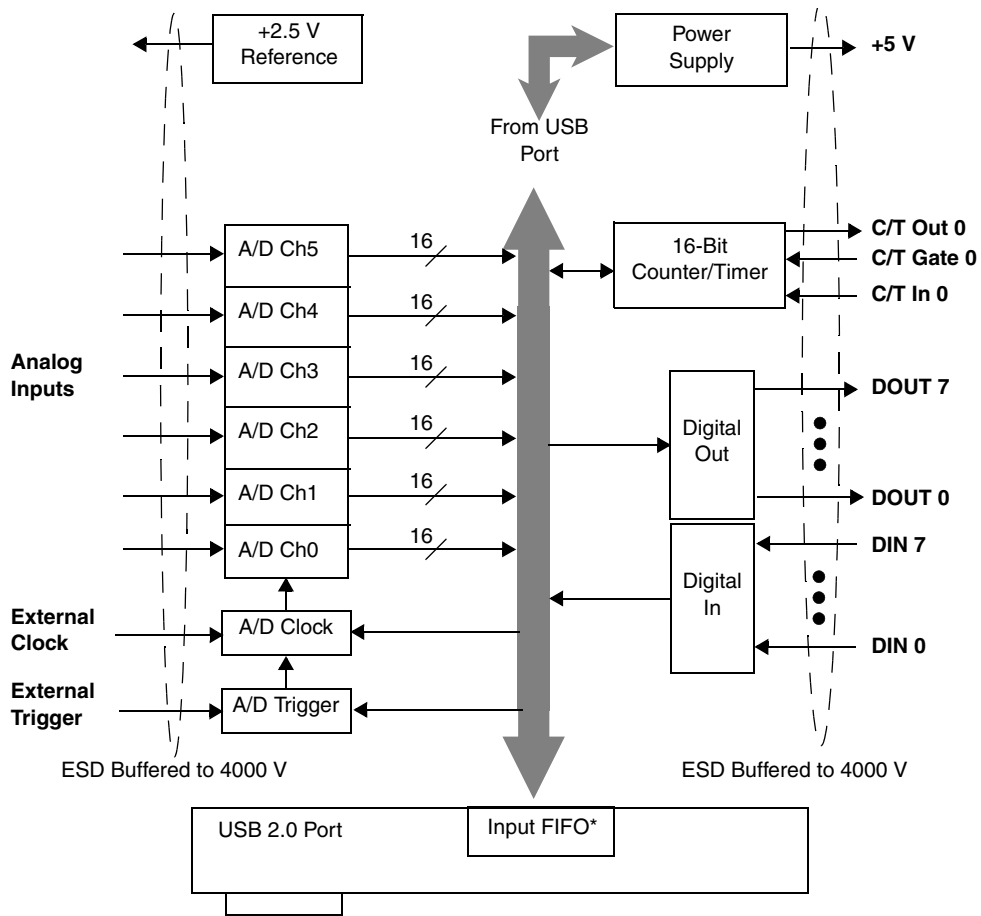 +2.5 V
Reference
Power
Supply
+5 V
From USB
Port
A/D Ch5
16
16-Bit
Counter/Timer
C/T Out 0
C/T Gate 0
C/T In 0
A/D Ch4
16
Analog
Inputs
A/D Ch3
16
DOUT 7
A/D Ch2
16
Digital
Out
A/D Ch1
16
DOUT 0
A/D Ch0
16
DIN 7
Digital
In
External
Clock
A/D Clock
DIN 0
External
Trigger
A/D Trigger
ESD Buffered to 4000 V
ESD Buffered to 4000 V
USB 2.0 Port
Input FIFO*